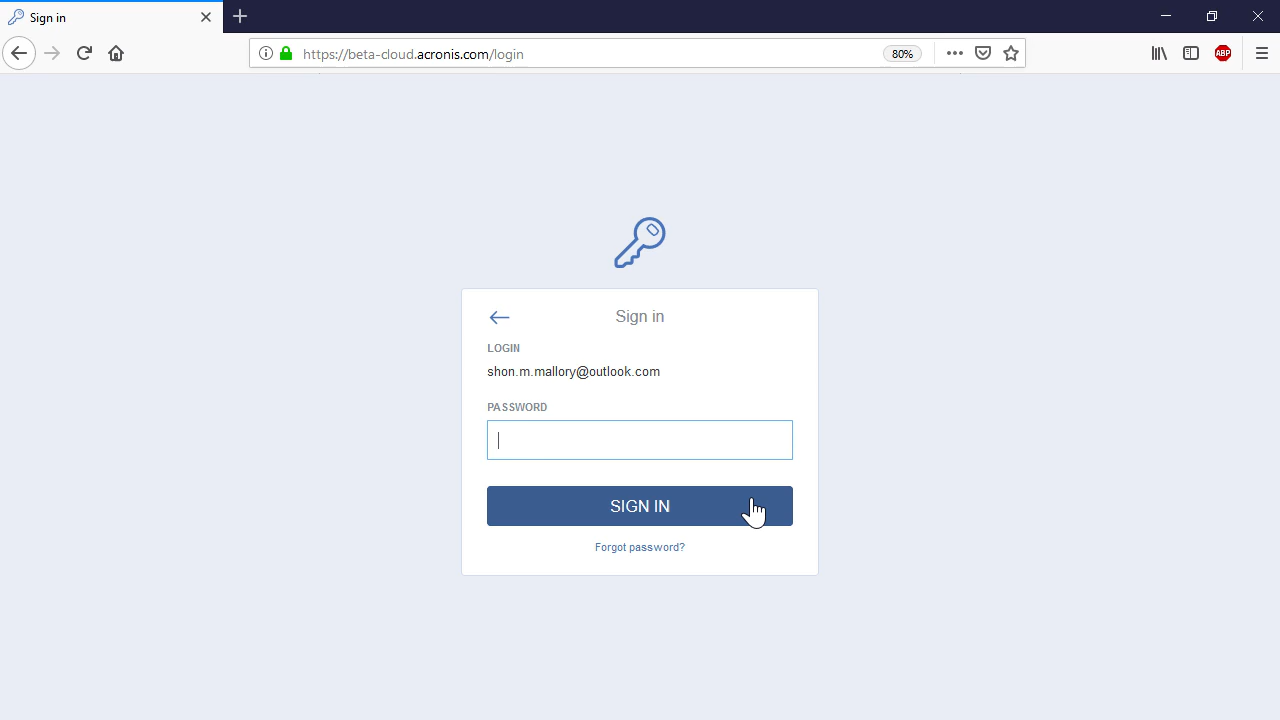 Sign in
https://beta-cloud.acronis.com/login
80%
ABP
Sign in
LOGIN
shon.m.mallory@outlook.com
PASSWORD
SIGN IN
Forgot password?